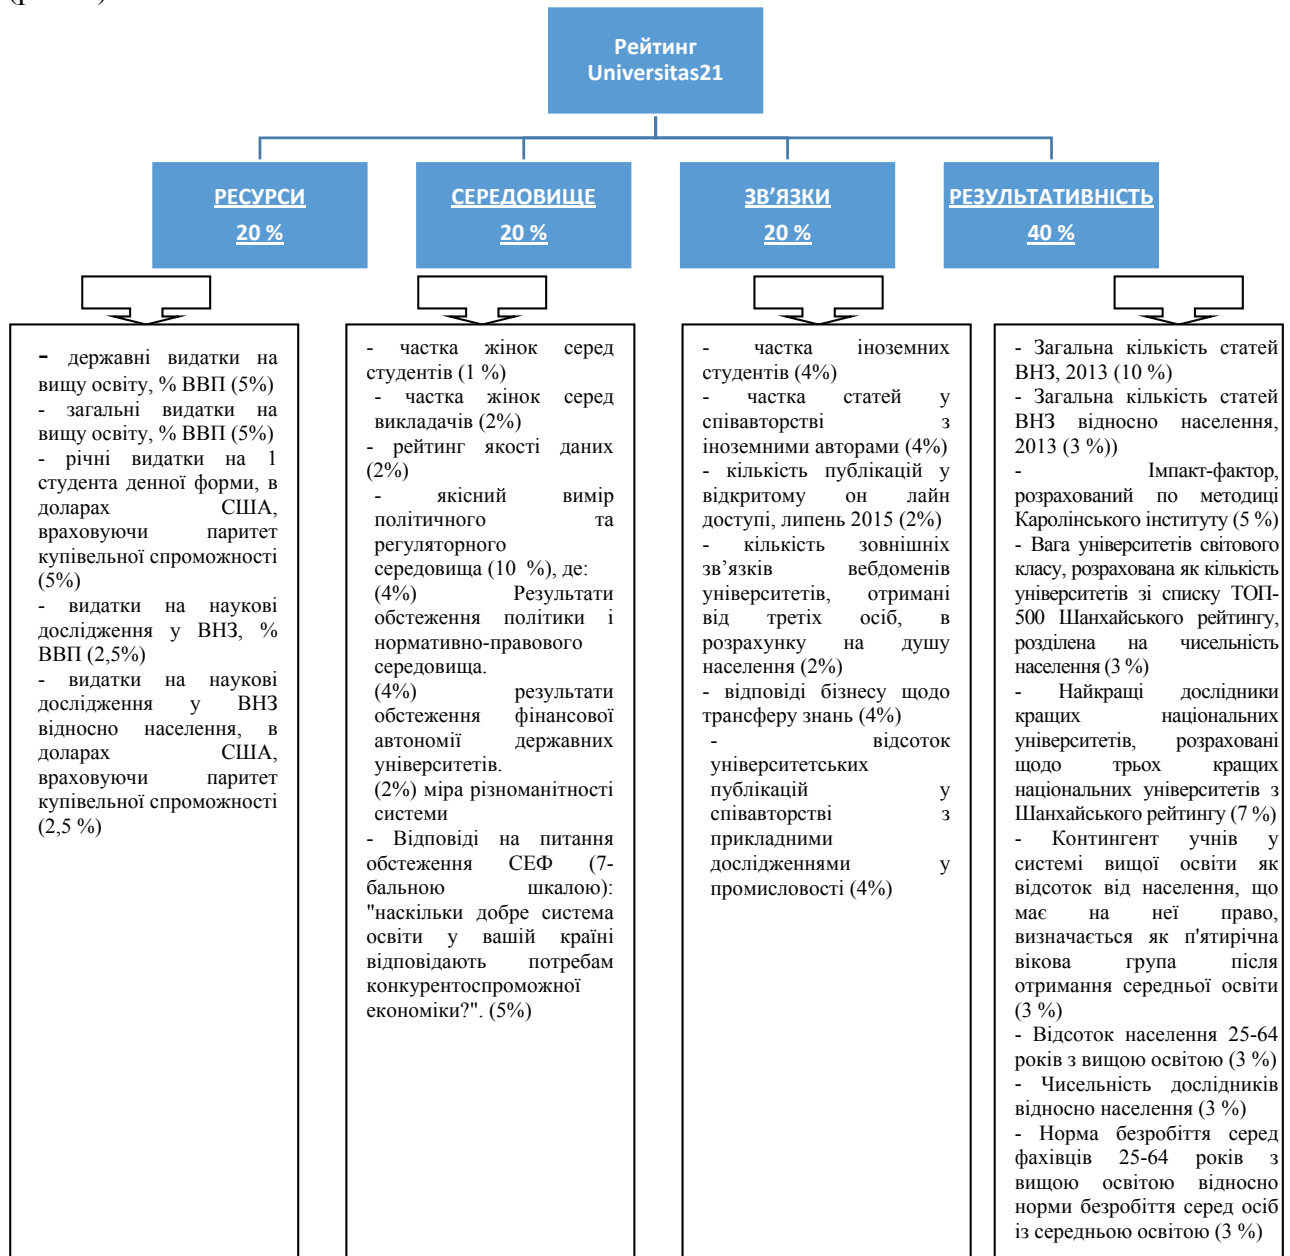 Рейтинг
Universitas21
РЕСУРСИ
20 %
СЕРЕДОВИЩЕ
20 %
ЗВ’ЯЗКИ
20 %
РЕЗУЛЬТАТИВНІСТЬ
40 %
- державні видатки на
вищу освіту, % ВВП (5%)
- загальні видатки на
вищу освіту, % ВВП (5%)
- річні видатки на 1
студента денної форми, в
доларах США,
враховуючи паритет
купівельної спроможності
(5%)
- видатки на наукові
дослідження у ВНЗ, %
ВВП (2,5%)
- видатки на наукові
дослідження у ВНЗ
відносно населення, в
доларах США,
враховуючи паритет
купівельної спроможності
(2,5 %)
- частка жінок серед
студентів (1 %)
- частка жінок серед
викладачів (2%)
- рейтинг якості даних
(2%)
- якісний вимір
політичного та
регуляторного
середовища (10 %), де:
(4%) Результати
обстеження політики і
нормативно-правового
середовища.
(4%) результати
обстеження фінансової
автономії державних
університетів.
(2%) міра різноманітності
системи
- Відповіді на питання
обстеження СЕФ (7-
бальною шкалою):
"наскільки добре система
освіти у вашій країні
відповідають потребам
конкурентоспроможної
економіки?". (5%)
- частка іноземних
студентів (4%)
- частка статей у
співавторстві з
іноземними авторами (4%)
- кількість публікацій у
відкритому он лайн
доступі, липень 2015 (2%)
- кількість зовнішніх
зв’язків вебдоменів
університетів, отримані
від третіх осіб, в
розрахунку на душу
населення (2%)
- відповіді бізнесу щодо
трансферу знань (4%)
- відсоток
університетських
публікацій у
співавторстві з
прикладними
дослідженнями у
промисловості (4%)
- Загальна кількість статей
ВНЗ, 2013 (10 %)
- Загальна кількість статей
ВНЗ відносно населення,
2013 (3 %))
- Імпакт-фактор,
розрахований по методиці
Каролінського інституту (5 %)
- Вага університетів світового
класу, розрахована як кількість
університетів зі списку ТОП-
500 Шанхайського рейтингу,
розділена на чисельність
населення (3 %)
- Найкращі дослідники
кращих національних
університетів, розраховані
щодо трьох кращих
національних університетів з
Шанхайського рейтингу (7 %)
- Контингент учнів у
системі вищої освіти як
відсоток від населення, що
має на неї право,
визначається як п'ятирічна
вікова група після
отримання середньої освіти
(3 %)
- Відсоток населення 25-64
років з вищою освітою (3 %)
- Чисельність дослідників
відносно населення (3 %)
- Норма безробіття серед
фахівців 25-64 років з
вищою освітою відносно
норми безробіття серед осіб
із середньою освітою (3 %)